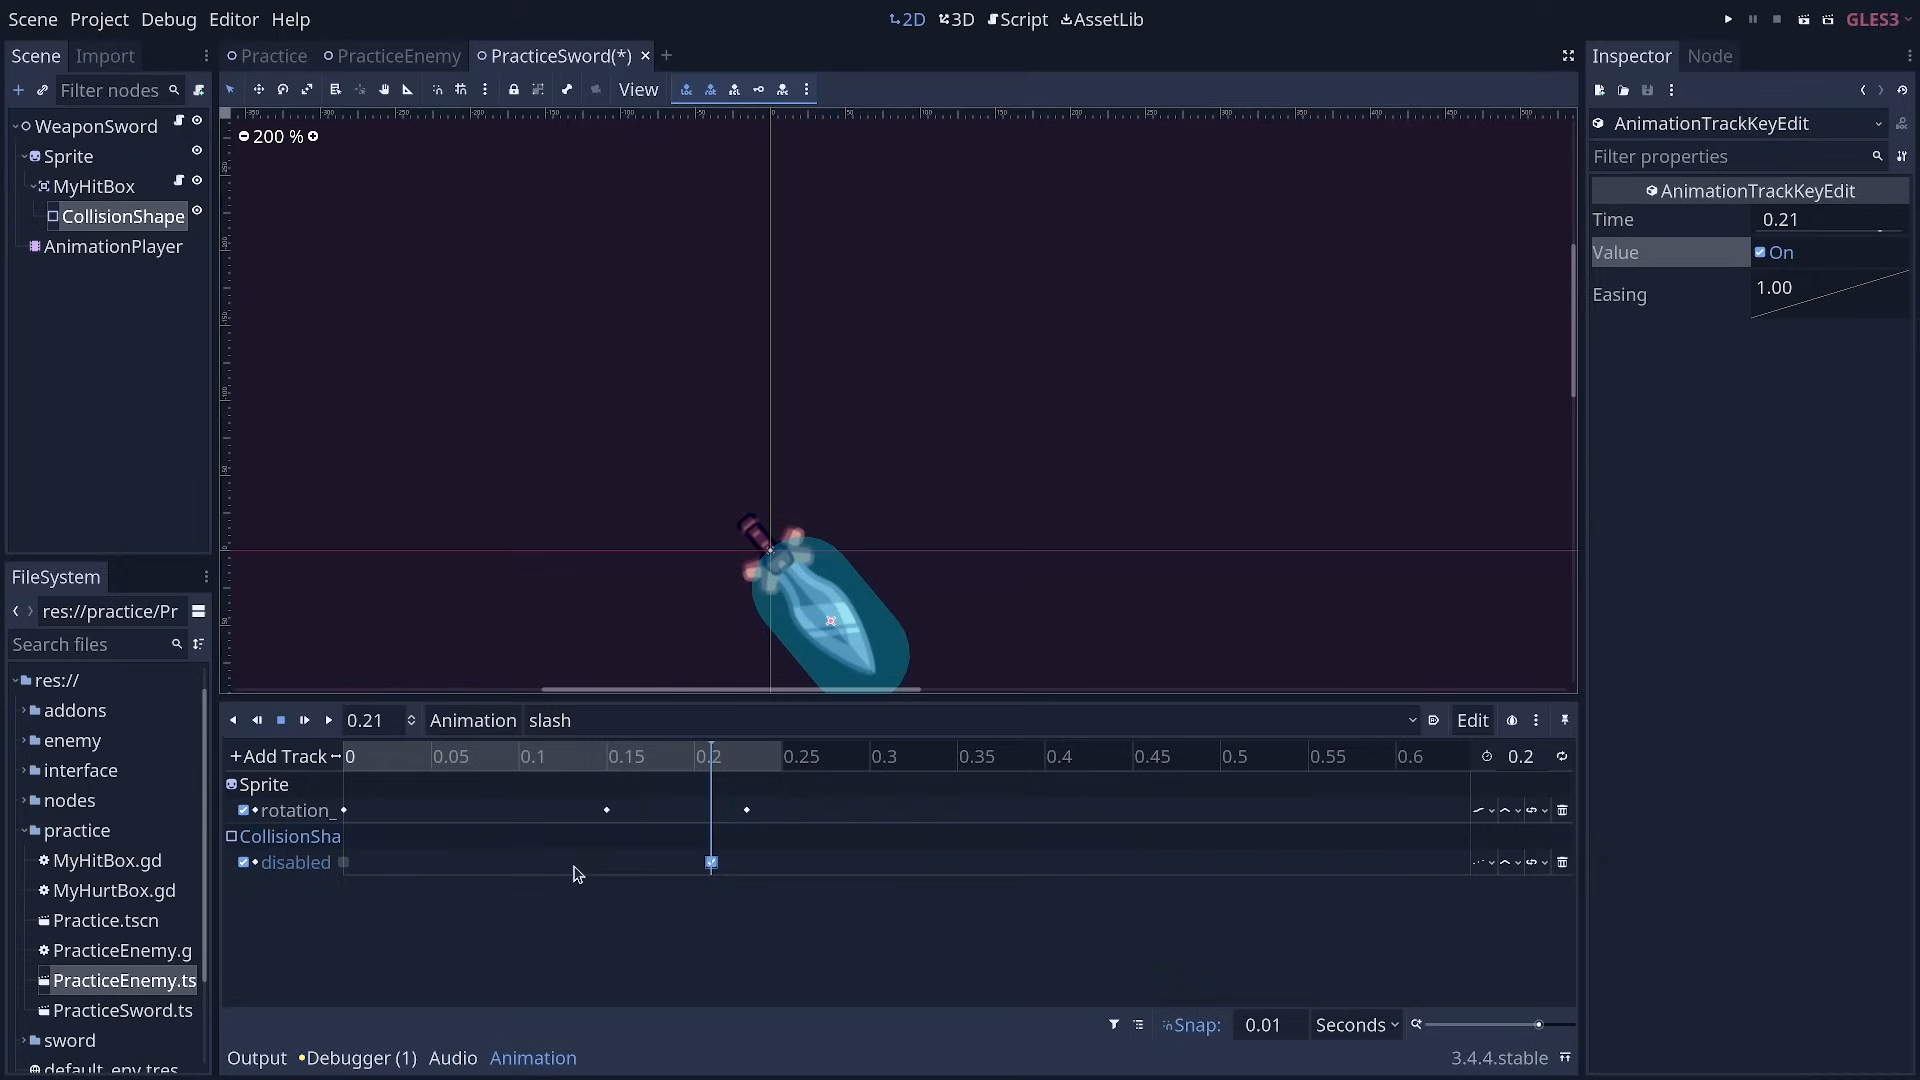 Scene Project Debug Editor Help
2D 3D Script AssetLib
GLES3
Scene Import
Practice PracticeEnemy PracticeSword(*)
Inspector Node
Filter nodes
View
WeaponSword
Sprite
MyHitBox
CollisionShape
AnimationPlayer
200 %
AnimationTrackKeyEdit
Filter properties
AnimationTrackKeyEdit
Time 0.21
Value On
Easing 1.00
FileSystem
res://practice/Pr
Search files
res://
addons
enemy
interface
nodes
practice
MyHitBox.gd
MyHurtBox.gd
Practice.tscn
PracticeEnemy.g
PracticeEnemy.ts
PracticeSword.ts
sword
default_env.tres
0.21 Animation slash Edit
+Add Track 0 0.05 0.1 0.15 0.2 0.25 0.3 0.35 0.4 0.45 0.5 0.55 0.6 0.2
Sprite
rotation_
CollisionSha
disabled
Snap: 0.01 Seconds
Output Debugger (1) Audio Animation 3.4.4.stable